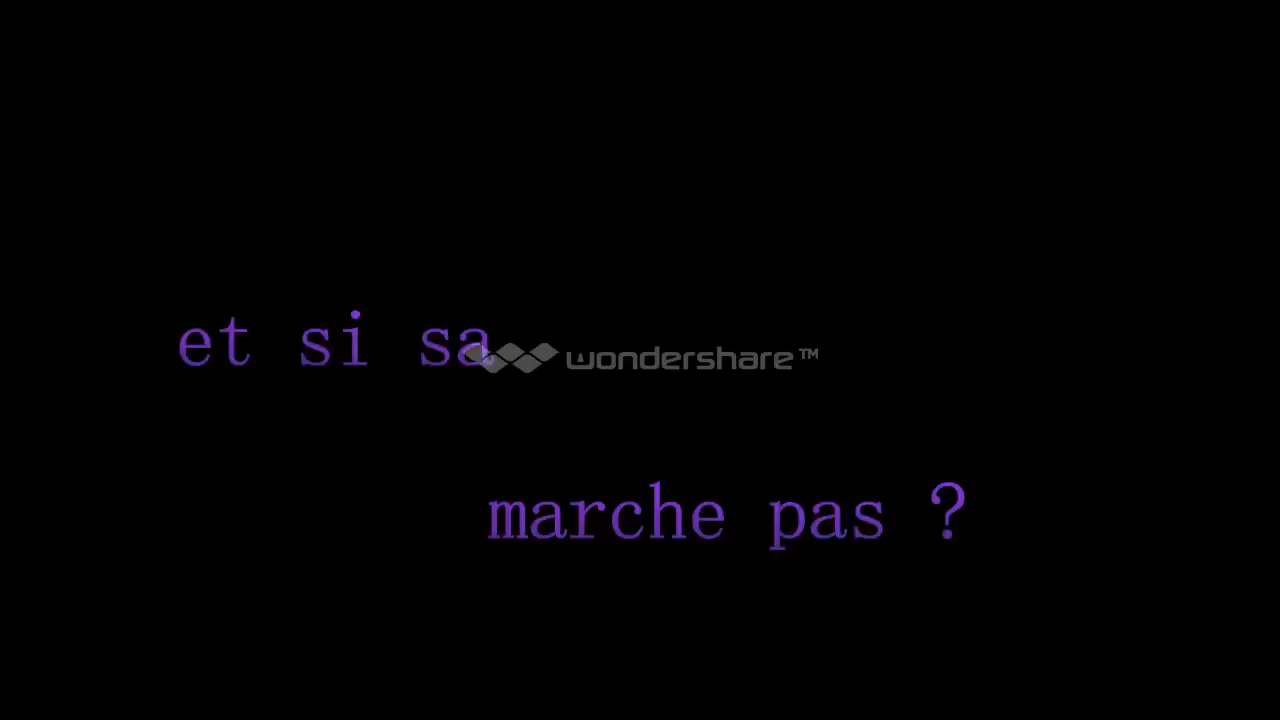 et si sa
wondershare™
marche pas ?